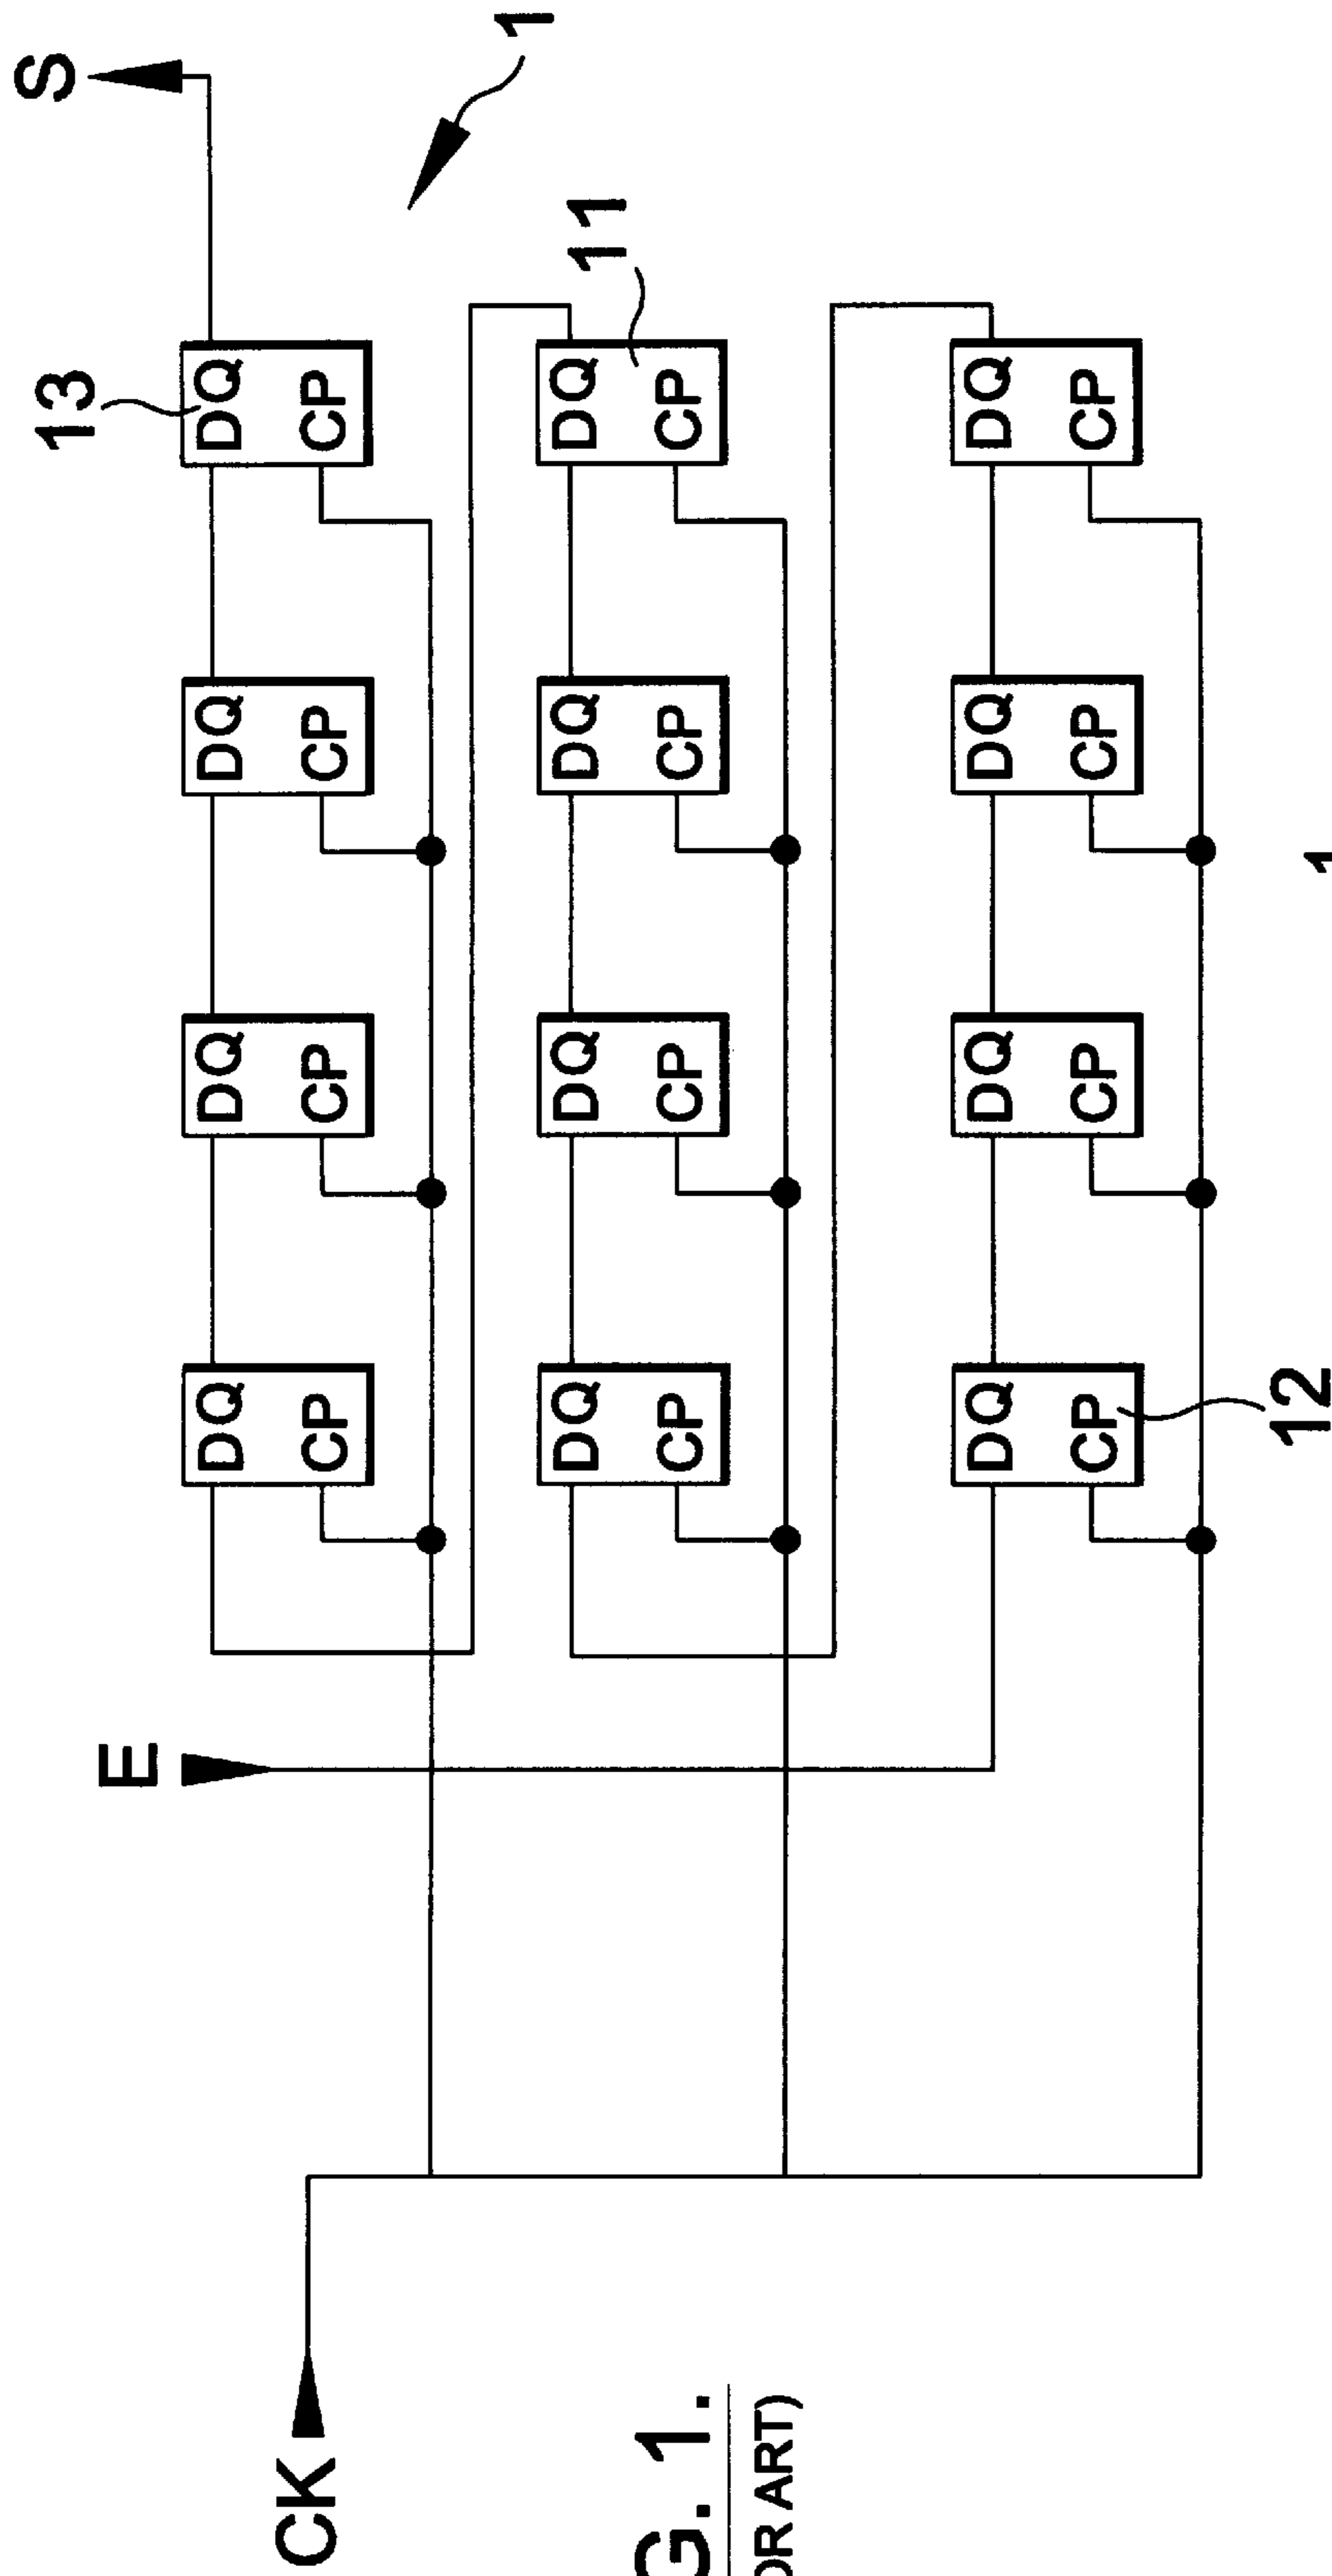 S
1
13
11
DQ DQ DQ DQ
CP CP CP CP
DQ DQ DQ DQ
CP CP CP CP
DQ DQ DQ DQ
CP CP CP CP
12
E
CK
G. 1.
OR ART)
1